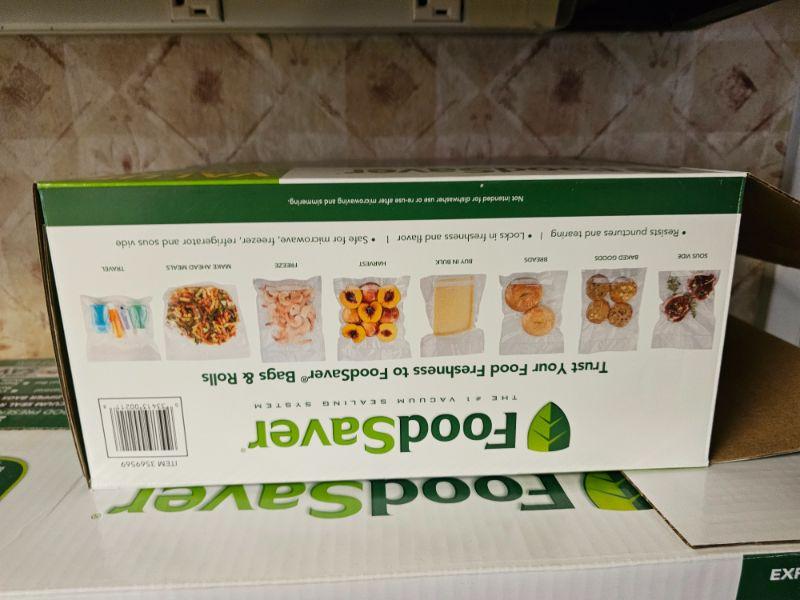 FoodSaver®
THE #1 VACUUM SEALING SYSTEM
Trust Your Food Freshness to FoodSaver® Bags & Rolls
SOUS VIDE
BAKED GOODS
BREADS
BUY IN BULK
HARVEST
FREEZE
MAKE AHEAD MEALS
TRAVEL
• Resists punctures and tearing | • Locks in freshness and flavor | • Safe for microwave, freezer, refrigerator and sous vide
Not intended for dishwasher use or re-use after microwaving and simmering.
ITEM 3569569
FoodSaver
VALU
FoodSaver®